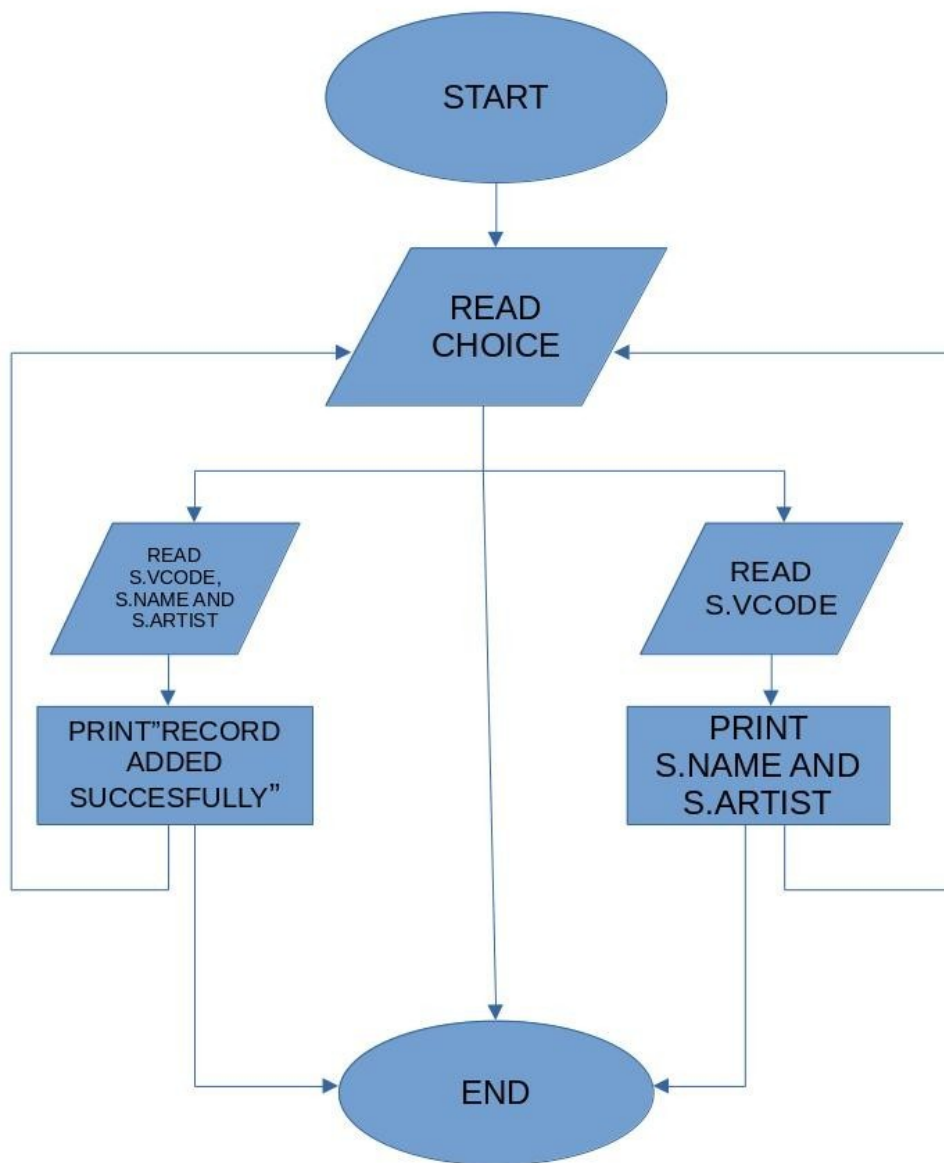 START
READ
CHOICE
READ
S.VCODE,
S.NAME AND
S.ARTIST
READ
S.VCODE
PRINT”RECORD
ADDED
SUCCESFULLY”
PRINT
S.NAME AND
S.ARTIST
END